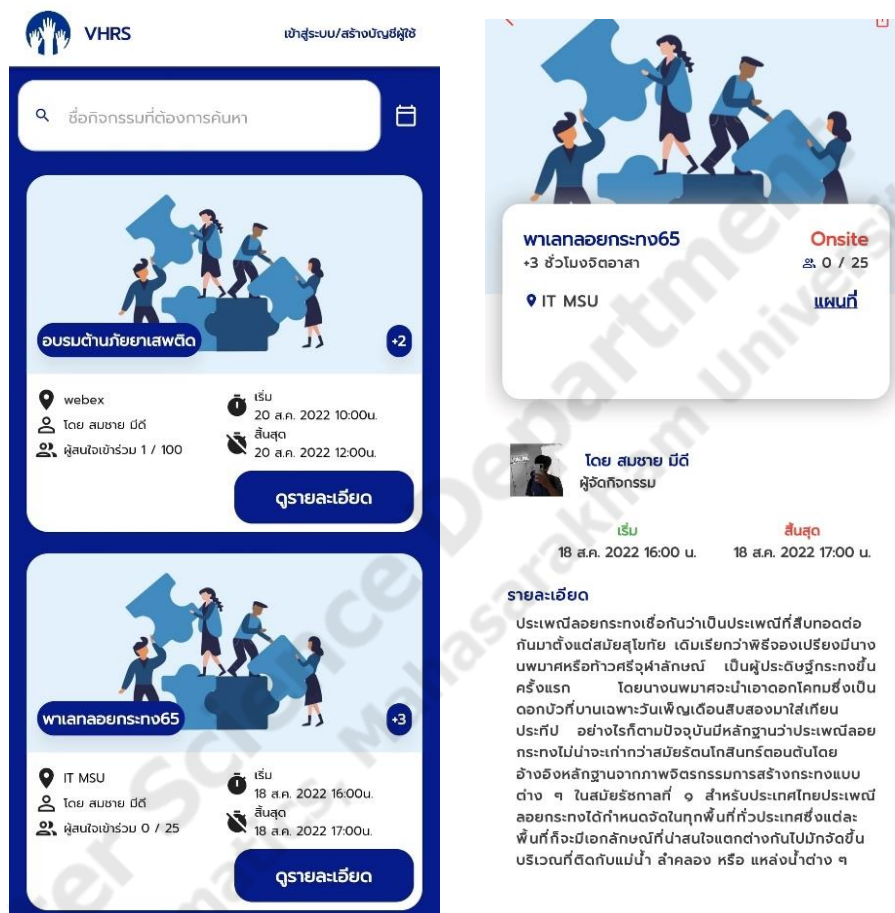 VHRS
เข้าสู่ระบบ/สร้างบัญชีผู้ใช้
ชื่อกิจกรรมที่ต้องการค้นหา
อบรมต้านภัยยาเสพติด
+2
webex
โดย สมชาย มีดี
ผู้สนใจเข้าร่วม 1 / 100
เริ่ม
20 ส.ค. 2022 10:00น.
สิ้นสุด
20 ส.ค. 2022 12:00น.
ดูรายละเอียด
พาเลทลอยกระทง65
+3
IT MSU
โดย สมชาย มีดี
ผู้สนใจเข้าร่วม 0 / 25
เริ่ม
18 ส.ค. 2022 16:00น.
สิ้นสุด
18 ส.ค. 2022 17:00น.
ดูรายละเอียด
พาเลทลอยกระทง65
Onsite
+3 ชั่วโมงจิตอาสา
0 / 25
IT MSU
แผนที่
โดย สมชาย มีดี
ผู้จัดกิจกรรม
เริ่ม
สิ้นสุด
18 ส.ค. 2022 16:00 น.
18 ส.ค. 2022 17:00 น.
รายละเอียด
ประเพณีลอยกระทงเชื่อกันว่าเป็นประเพณีที่สืบทอดต่อ
กันมาตั้งแต่สมัยสุโขทัย เดิมเรียกว่าพิธีจองเปรียงมีนาง
นพมาศหรือท้าวศรีจุฬาลักษณ์ เป็นผู้ประดิษฐ์กระทงขึ้น
ครั้งแรก โดยนางนพมาศจะนำเอาดอกโคทมซึ่งเป็น
ดอกบัวที่บานเฉพาะวันเพ็ญเดือนสิบสองมาใส่เทียน
ประทีป อย่างไรก็ตามปัจจุบันมีหลักฐานว่าประเพณีลอย
กระทงไม่น่าจะเก่ากว่าสมัยรัตนโกสินทร์ตอนต้นโดย
อ้างอิงหลักฐานจากภาพจิตรกรรมการสร้างกระทงแบบ
ต่าง ๆ ในสมัยรัชกาลที่ ๑ สำหรับประเทศไทยประเพณี
ลอยกระทงได้กำหนดจัดในทุกพื้นที่ทั่วประเทศซึ่งแต่ละ
พื้นที่ก็จะมีเอกลักษณ์ที่น่าสนใจแตกต่างกันไปมักจัดขึ้น
บริเวณที่ติดกับแม่น้ำ ลำคลอง หรือ แหล่งน้ำต่าง ๆ